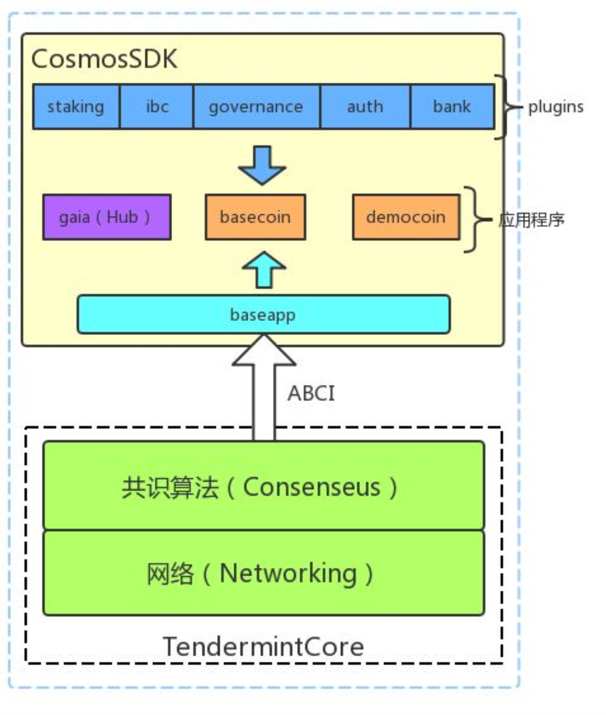 CosmosSDK
staking ibc governance auth bank
plugins
gaia（Hub） basecoin democoin
应用程序
baseapp
ABCI
共识算法（Consenseus）
网络（Networking）
TendermintCore